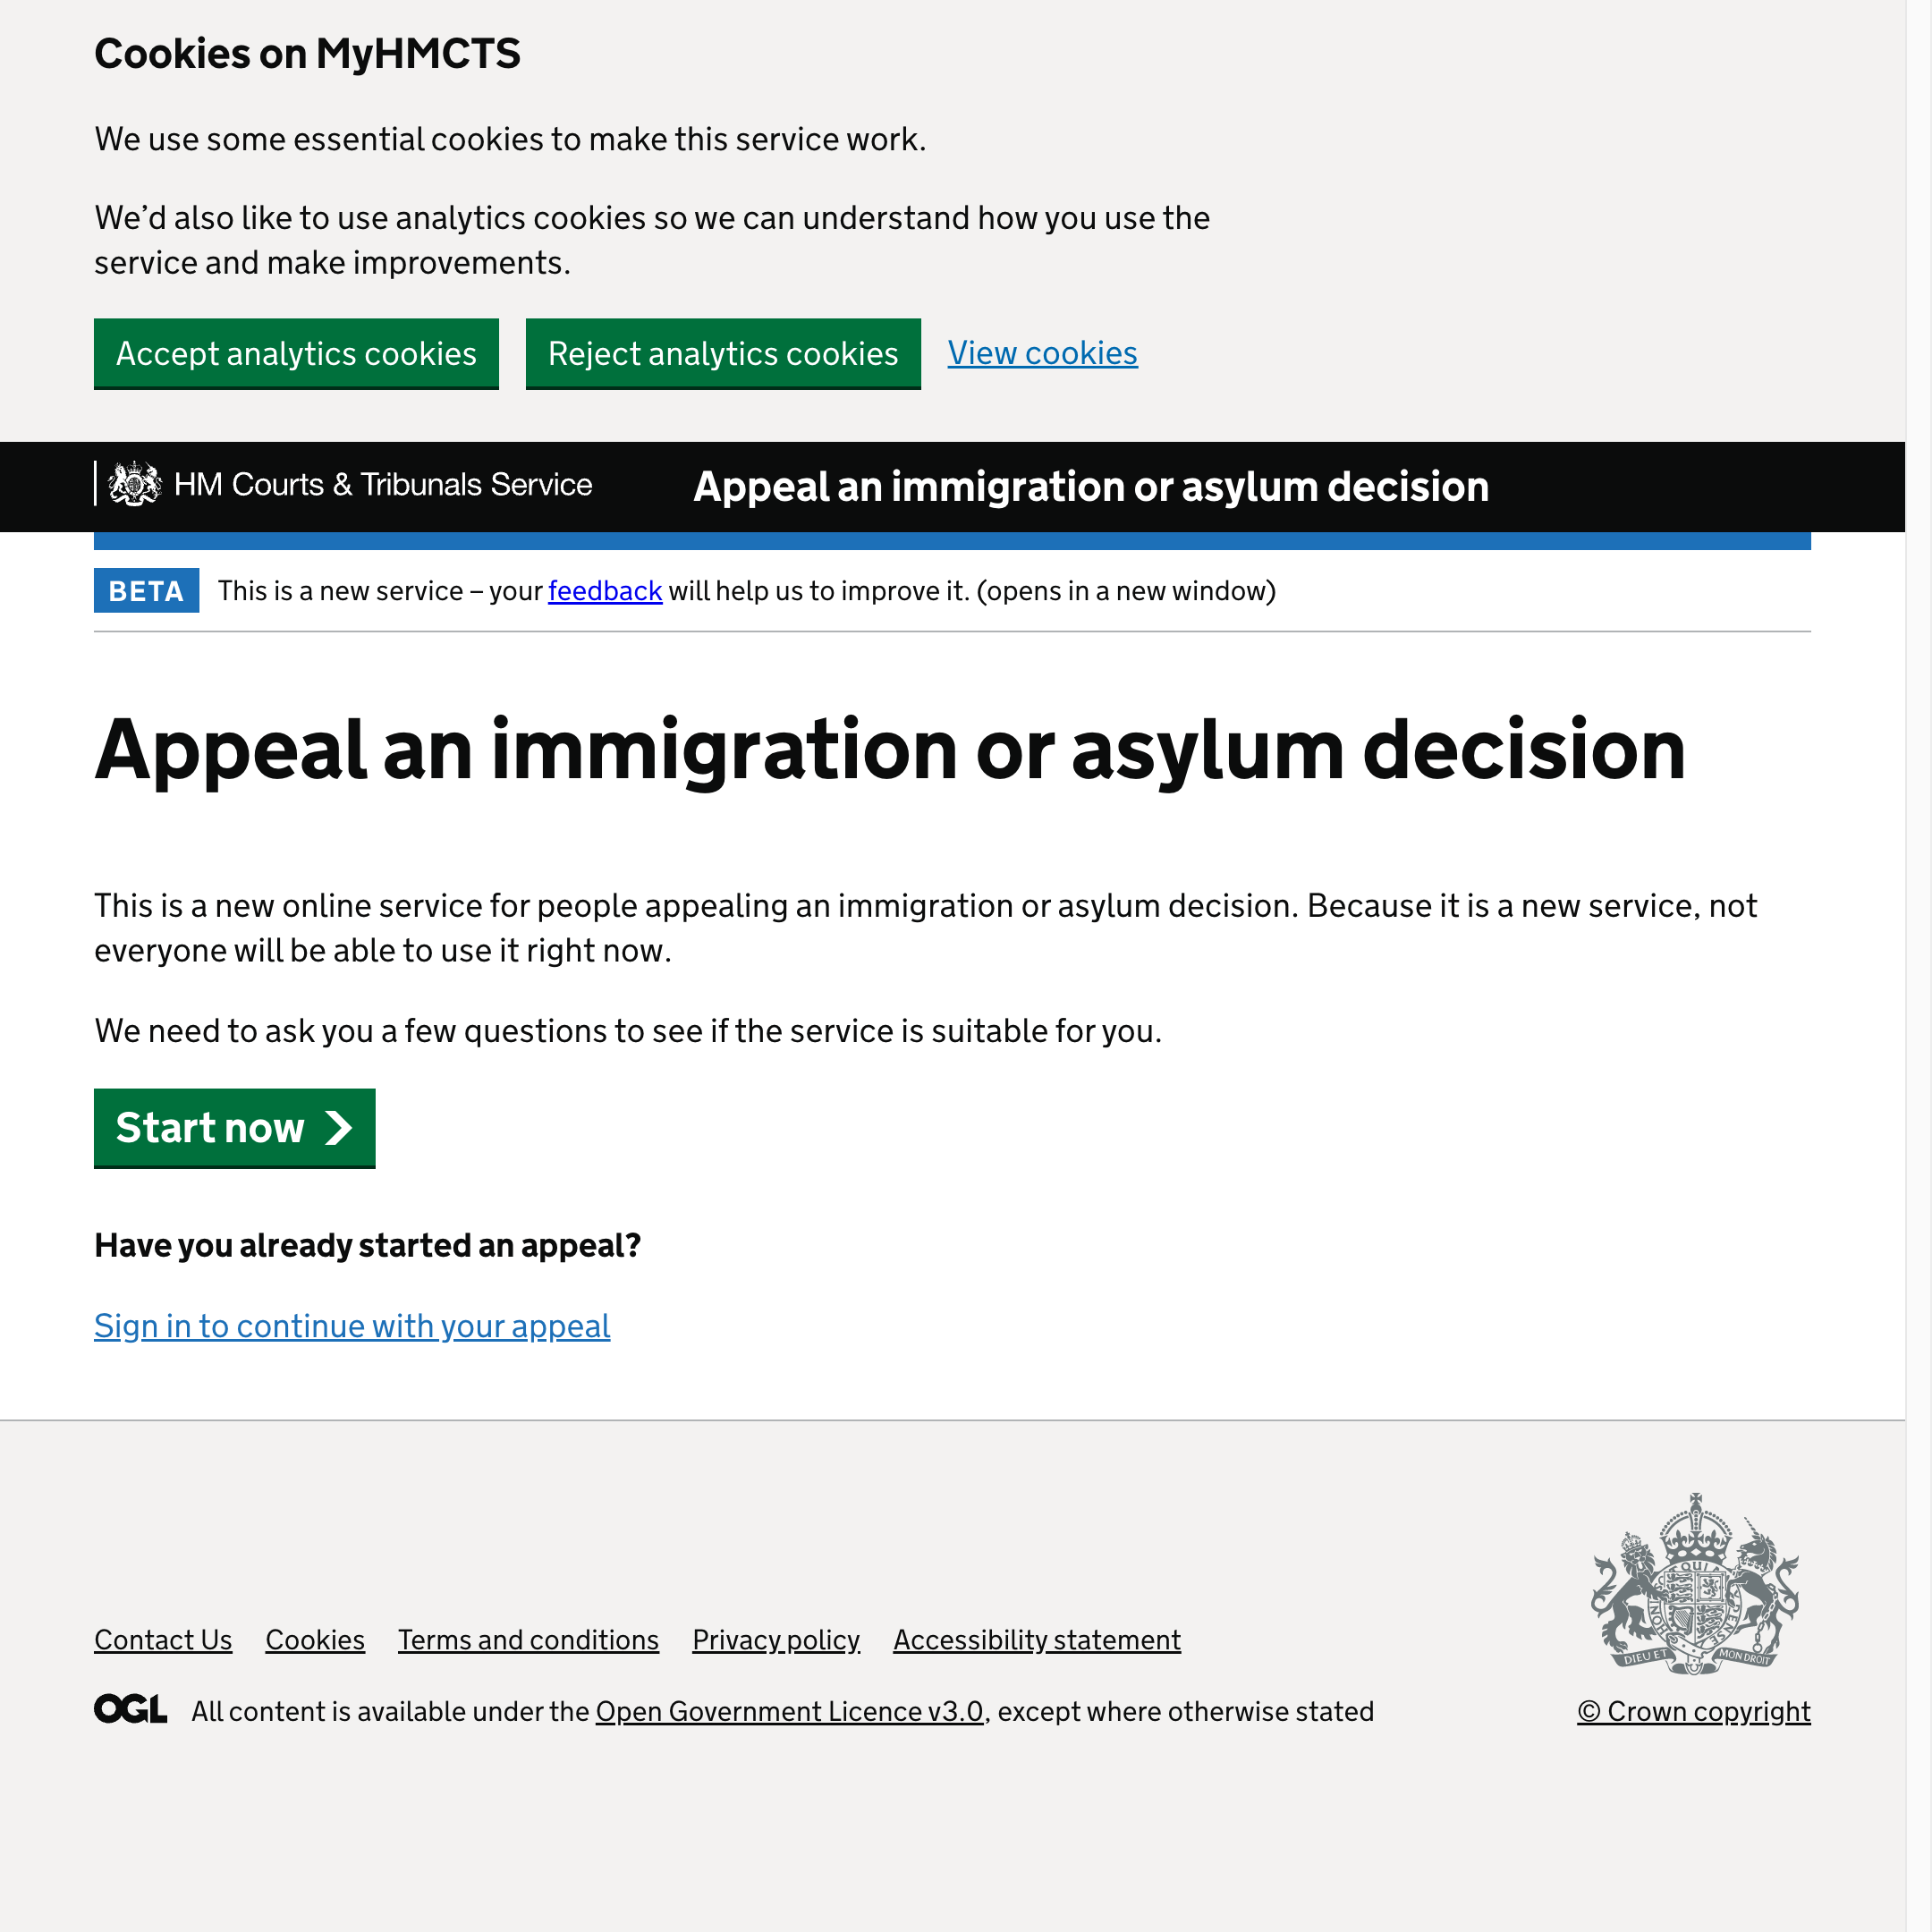 Cookies on MyHMCTS
We use some essential cookies to make this service work.
We’d also like to use analytics cookies so we can understand how you use the
service and make improvements.
Accept analytics cookies Reject analytics cookies View cookies
HM Courts & Tribunals Service Appeal an immigration or asylum decision
BETA This is a new service – your feedback will help us to improve it. (opens in a new window)
Appeal an immigration or asylum decision
This is a new online service for people appealing an immigration or asylum decision. Because it is a new service, not
everyone will be able to use it right now.
We need to ask you a few questions to see if the service is suitable for you.
Start now
Have you already started an appeal?
Sign in to continue with your appeal
Contact Us Cookies Terms and conditions Privacy policy Accessibility statement
DIEU ET MON DROIT
OGL All content is available under the Open Government Licence v3.0, except where otherwise stated
© Crown copyright